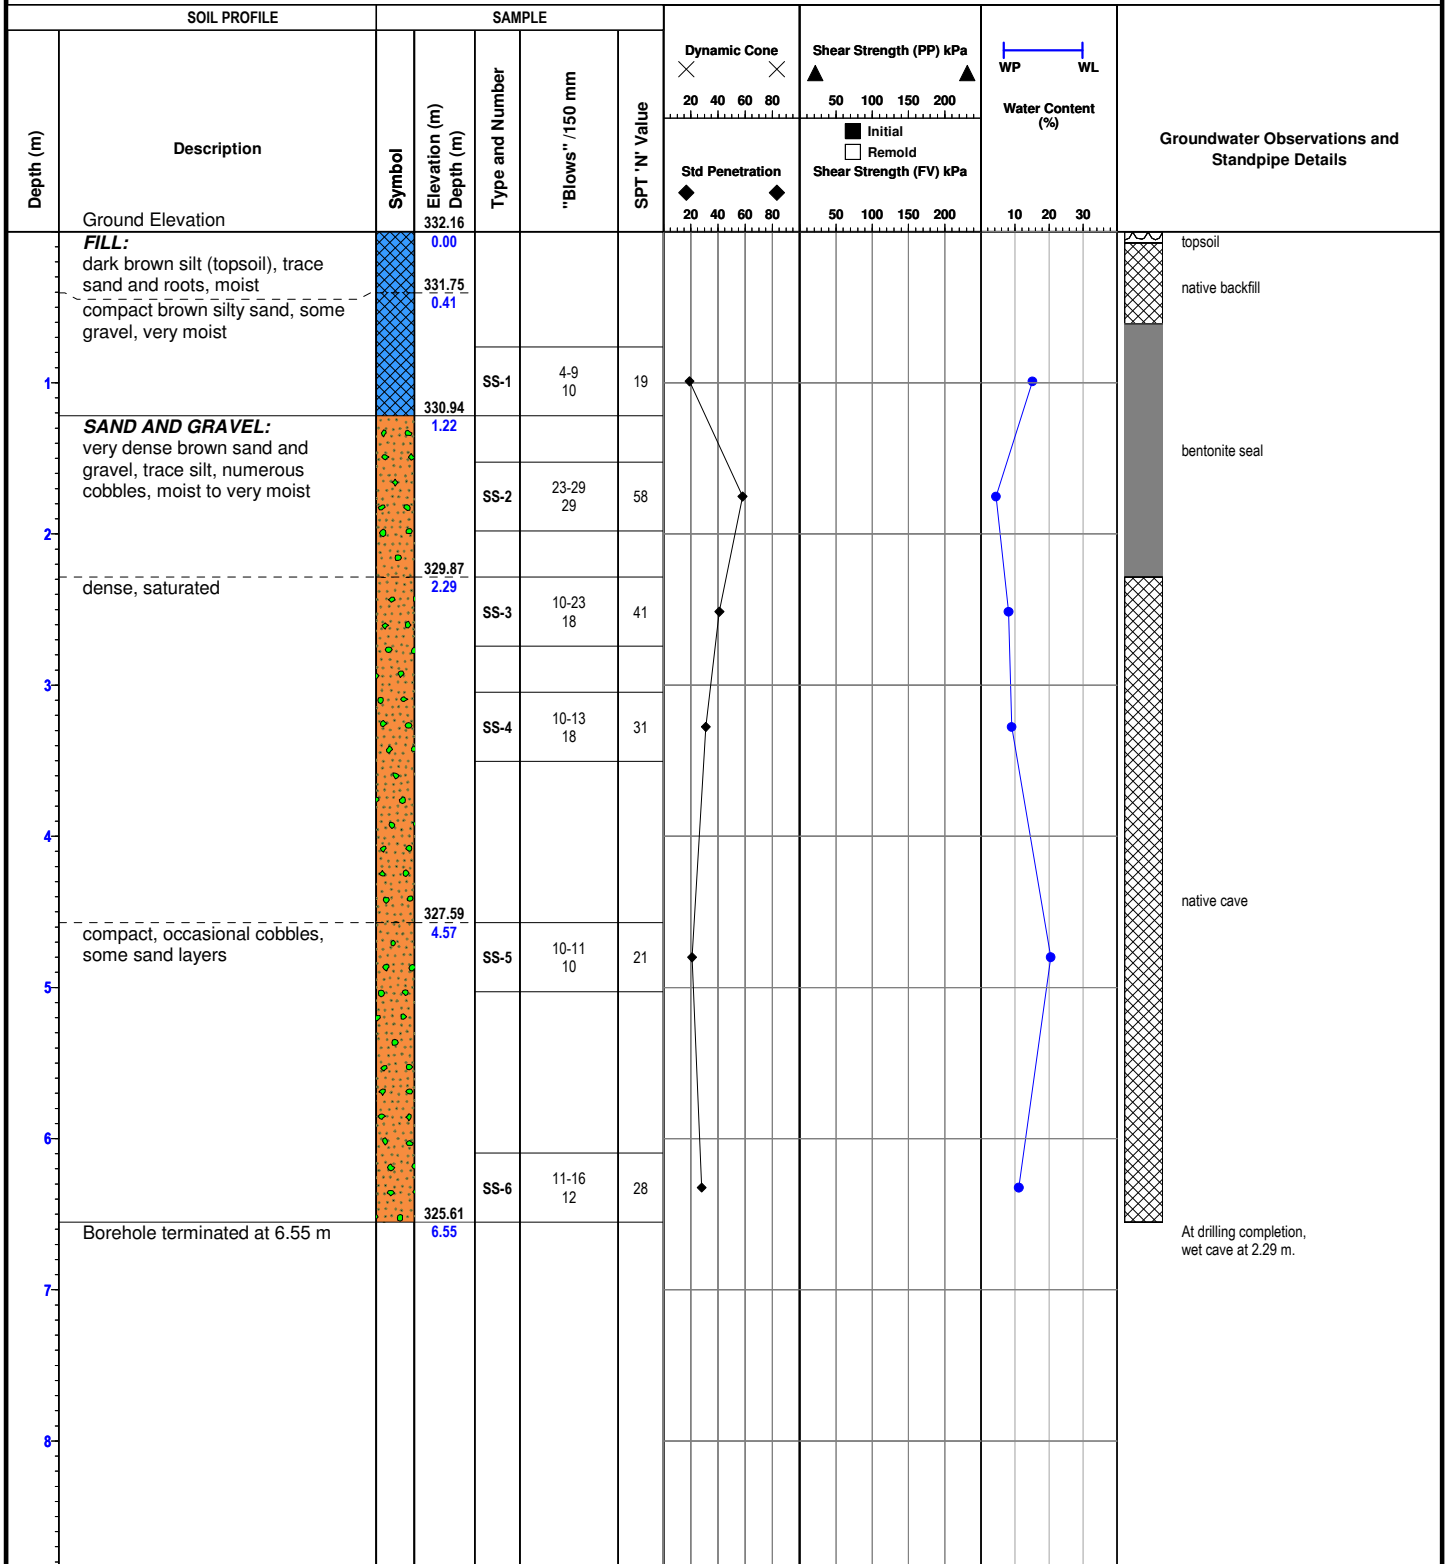 SOIL PROFILE
SAMPLE
Depth (m)
Description
Symbol
Elevation (m)
Depth (m)
Type and Number
"Blows" /150 mm
SPT 'N' Value
Dynamic Cone
20 40 60 80
Std Penetration
20 40 60 80
Shear Strength (PP) kPa
50 100 150 200
Initial
Remold
Shear Strength (FV) kPa
50 100 150 200
WP WL
Water Content
(%)
10 20 30
Groundwater Observations and
Standpipe Details
Ground Elevation
332.16
FILL:
0.00
topsoil
dark brown silt (topsoil), trace
sand and roots, moist
331.75
native backfill
0.41
compact brown silty sand, some
gravel, very moist
1
SS-1
4-9
10
19
330.94
SAND AND GRAVEL:
1.22
very dense brown sand and
gravel, trace silt, numerous
cobbles, moist to very moist
bentonite seal
SS-2
23-29
29
58
2
329.87
dense, saturated
2.29
SS-3
10-23
18
41
3
SS-4
10-13
18
31
4
native cave
327.59
4.57
compact, occasional cobbles,
some sand layers
SS-5
10-11
10
21
5
6
SS-6
11-16
12
28
325.61
Borehole terminated at 6.55 m
6.55
At drilling completion,
wet cave at 2.29 m.
7
8